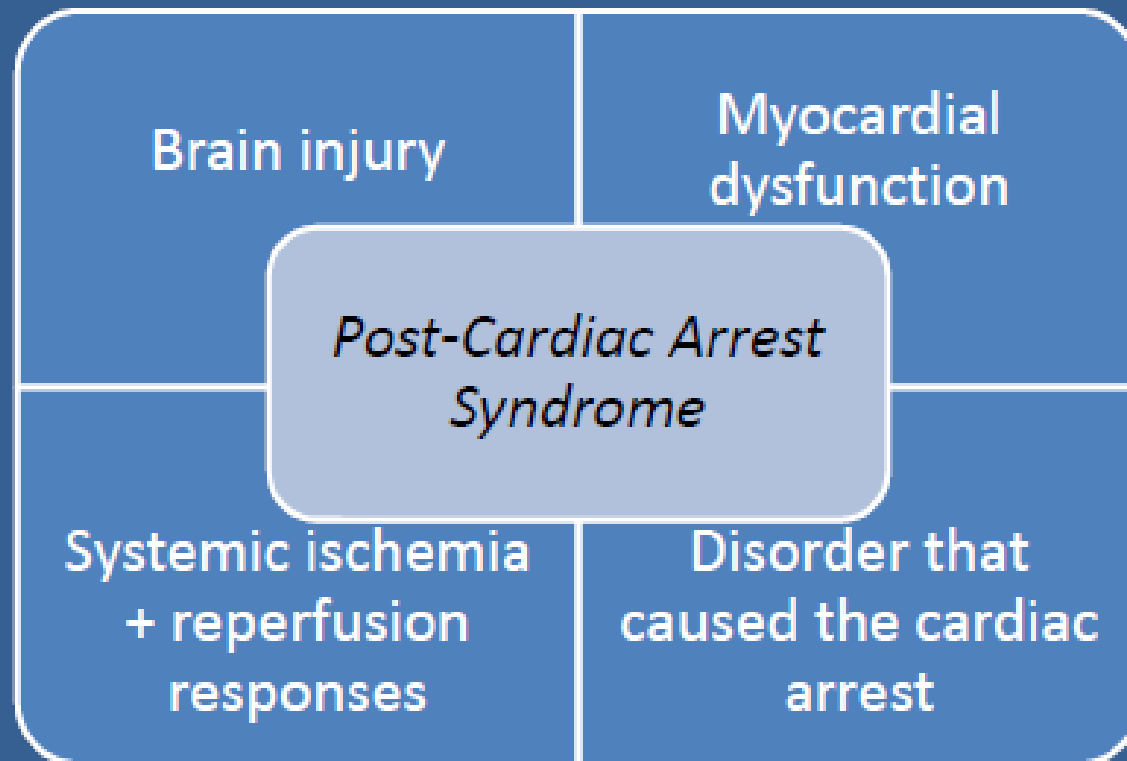 Brain injury
Myocardial
dysfunction
Post-Cardiac Arrest
Syndrome
Systemic ischemia
+ reperfusion
responses
Disorder that
caused the cardiac
arrest